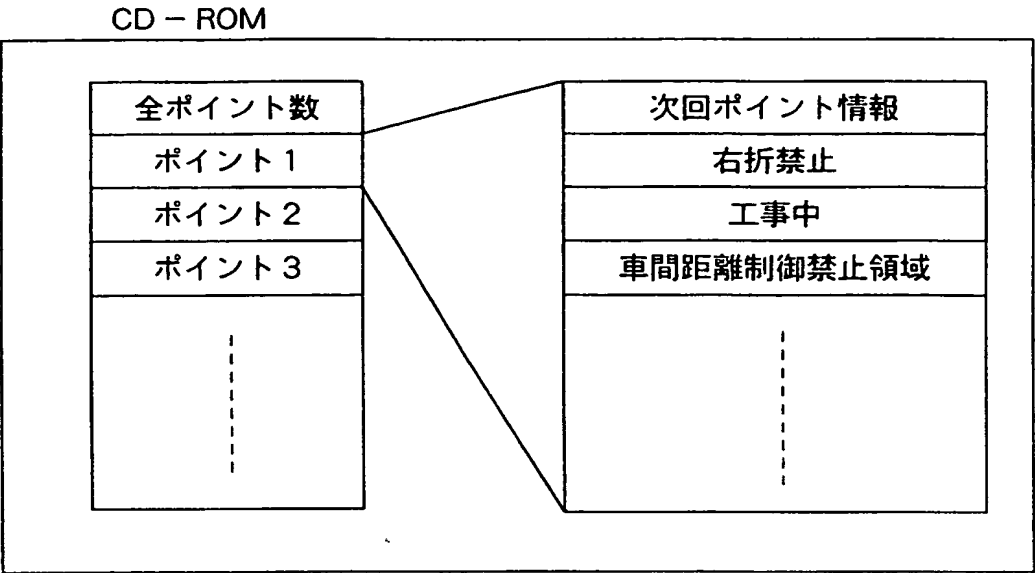 CD－ROM
全ポイント数
ポイント1
ポイント2
ポイント3
次回ポイント情報
右折禁止
工事中
車間距離制御禁止領域